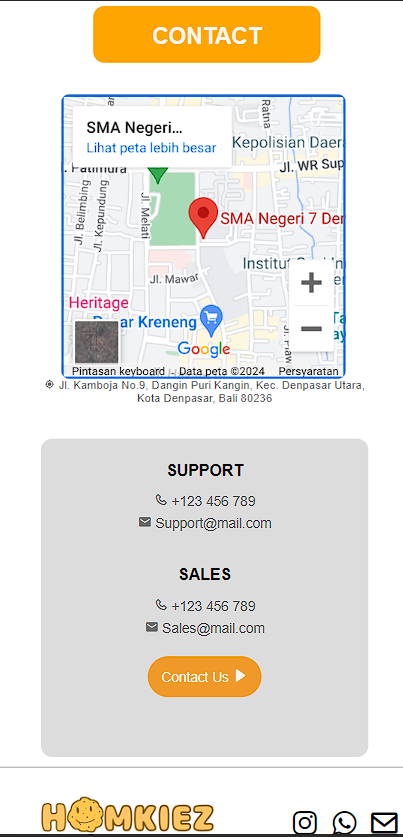 CONTACT
SMA Negeri...
Lihat peta lebih besar
Ratna
Kepolisian Daera
Jl. WR Sup
. Pattimura
Jl. Belimbing
Jl. Kepundung
Jl. Melati
SMA Negeri 7 Den
Jl. Mawar
Heritage
Kreneng
Google
Pintasan keyboard
Data peta ©2024
Persyaratan
Jl. Kamboja No.9, Dangin Puri Kangin, Kec. Denpasar Utara,
Kota Denpasar, Bali 80236
SUPPORT
+123 456 789
Support@mail.com
SALES
+123 456 789
Sales@mail.com
Contact Us
HOMKIEZ